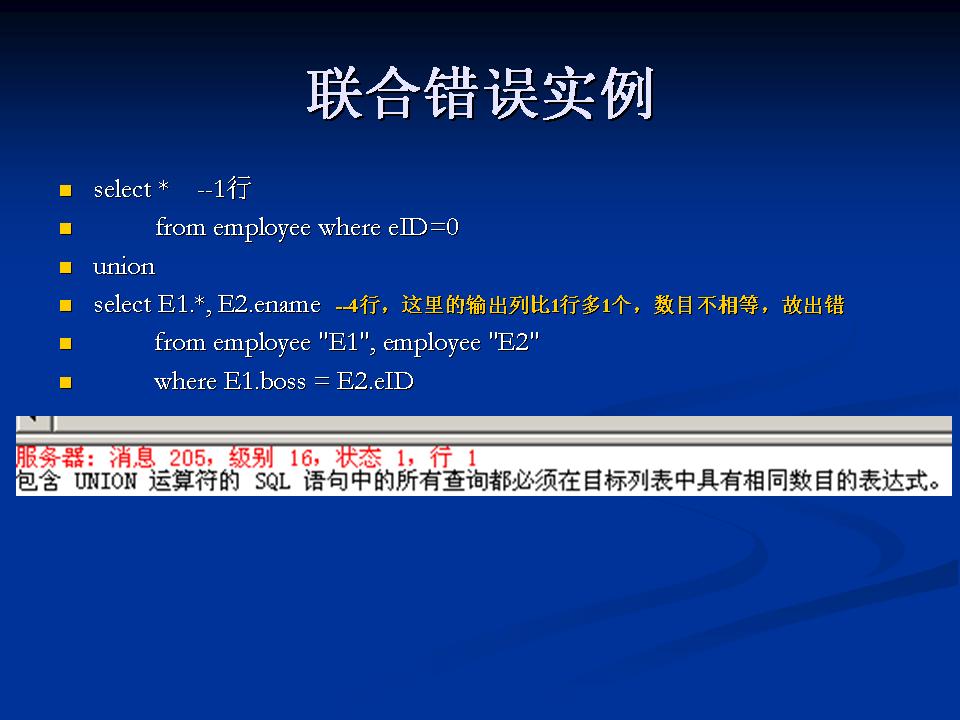 联合错误实例
select * --1行
from employee where eID=0
union
select E1.*, E2.ename --4行，这里的输出列比1行多1个，数目不相等，故出错
from employee "E1", employee "E2"
where E1.boss = E2.eID
服务器: 消息 205，级别 16，状态 1，行 1
包含 UNION 运算符的 SQL 语句中的所有查询都必须在目标列表中具有相同数目的表达式。